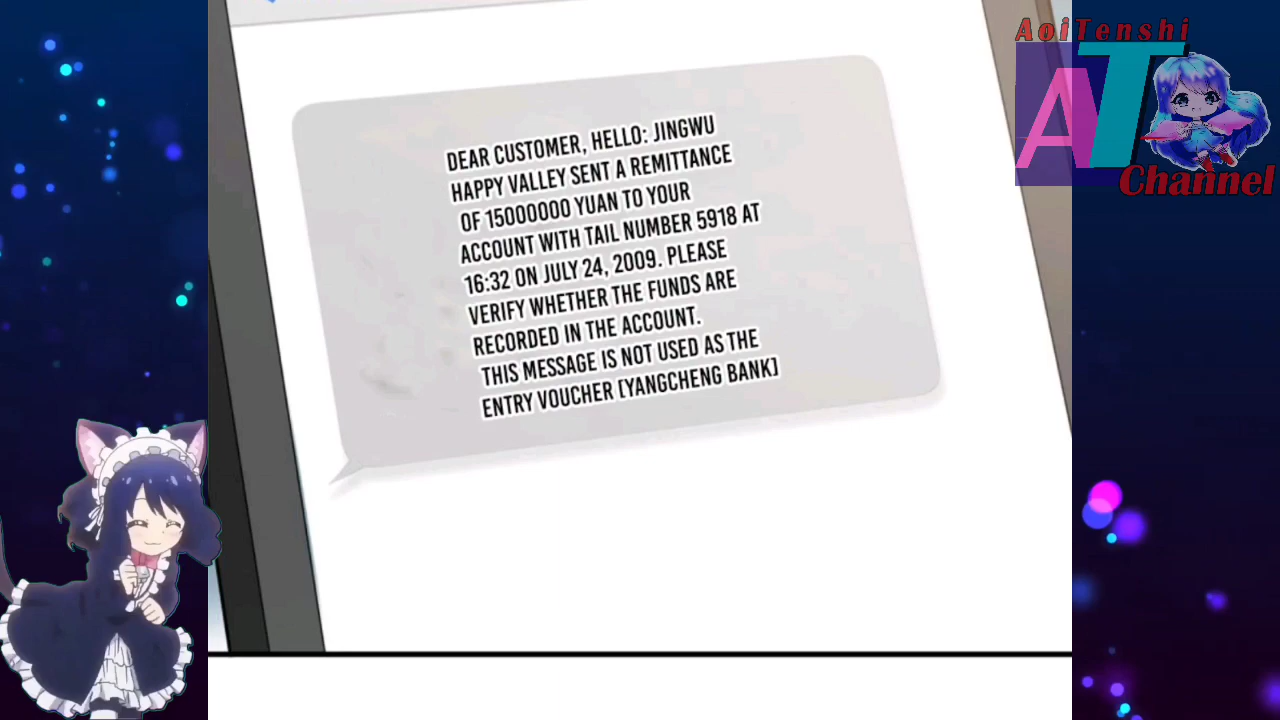 DEAR CUSTOMER, HELLO: JINGWU
HAPPY VALLEY SENT A REMITTANCE
OF 15000000 YUAN TO YOUR
ACCOUNT WITH TAIL NUMBER 5918 AT
16:32 ON JULY 24, 2009. PLEASE
VERIFY WHETHER THE FUNDS ARE
RECORDED IN THE ACCOUNT.
THIS MESSAGE IS NOT USED AS THE
ENTRY VOUCHER [YANGCHENG BANK]
AoiTenshi
AT
Channel